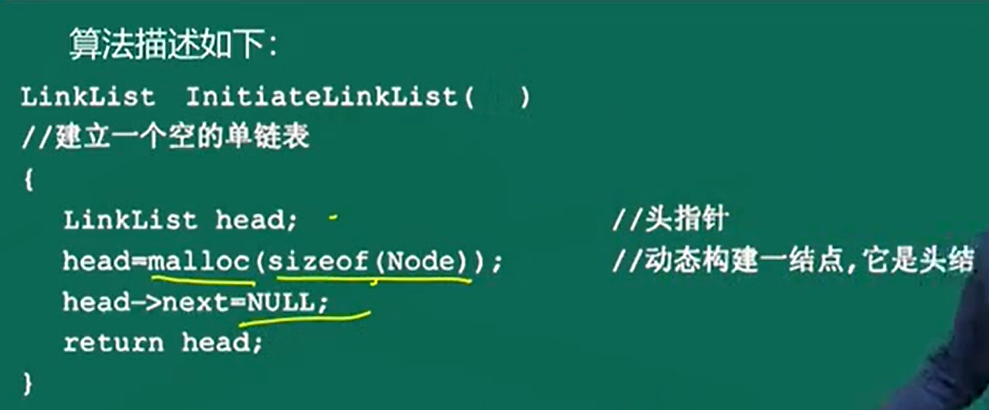 算法描述如下:
LinkList InitiateLinkList( )
//建立一个空的单链表
{
LinkList head; //头指针
head=malloc(sizeof(Node)); //动态构建一结点,它是头结
head->next=NULL;
return head;
}